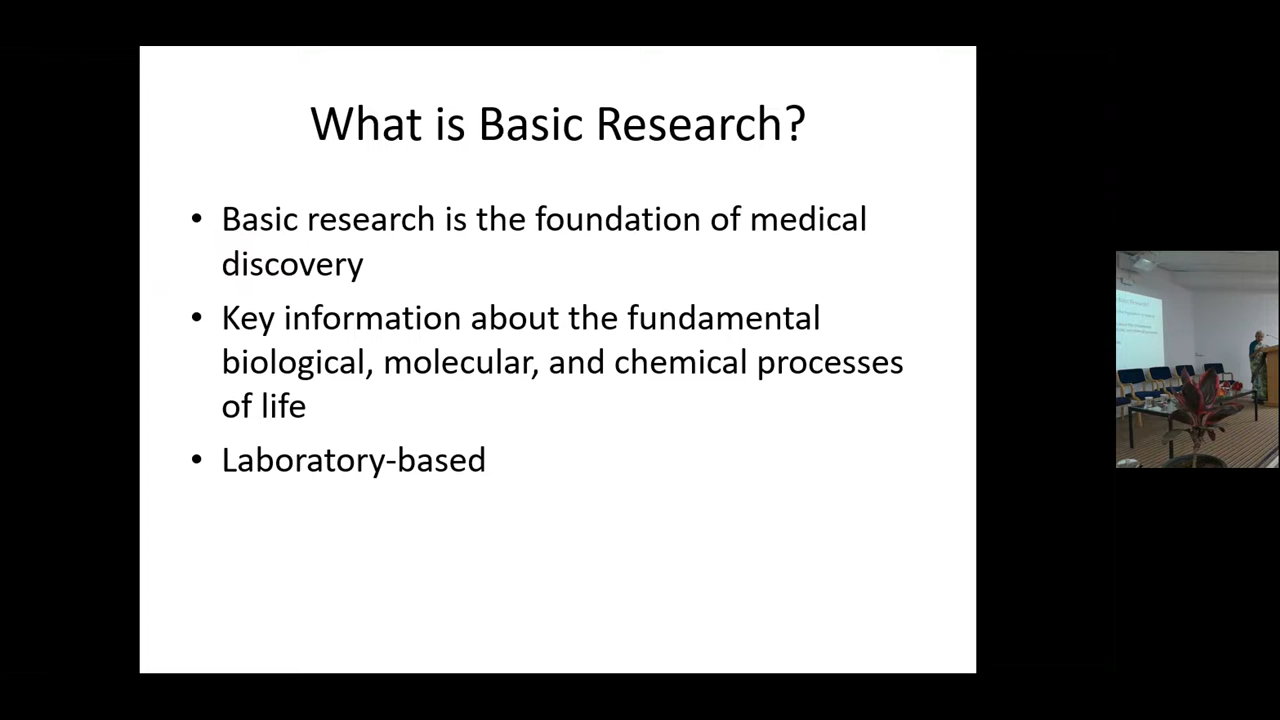 What is Basic Research?
• Basic research is the foundation of medical
discovery
• Key information about the fundamental
biological, molecular, and chemical processes
of life
• Laboratory-based